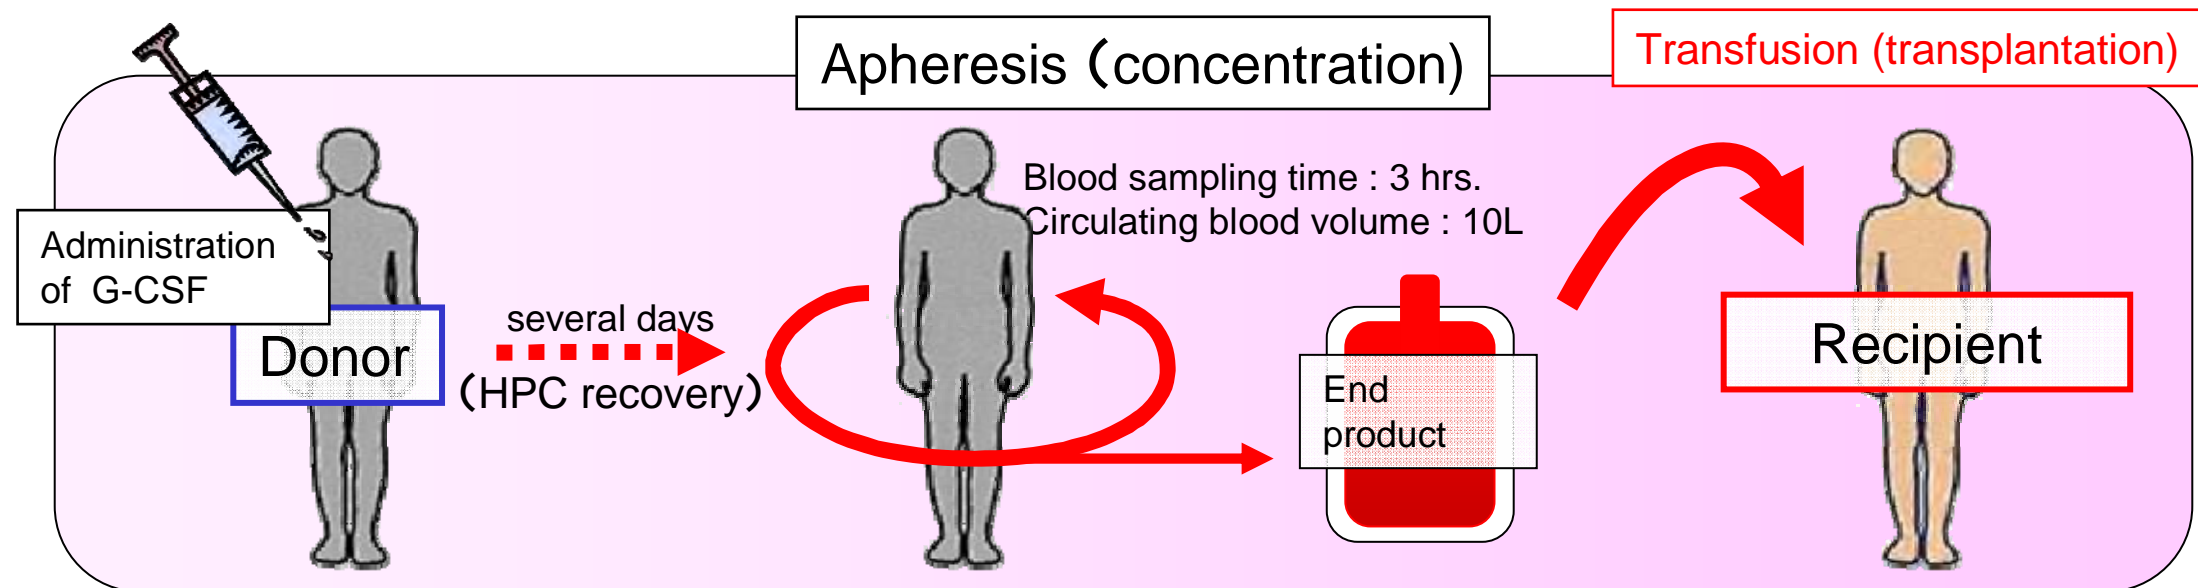 Apheresis（concentration)
Transfusion (transplantation)
Blood sampling time : 3 hrs.
Circulating blood volume : 10L
Administration
of G-CSF
Donor
several days
（HPC recovery）
End
product
Recipient